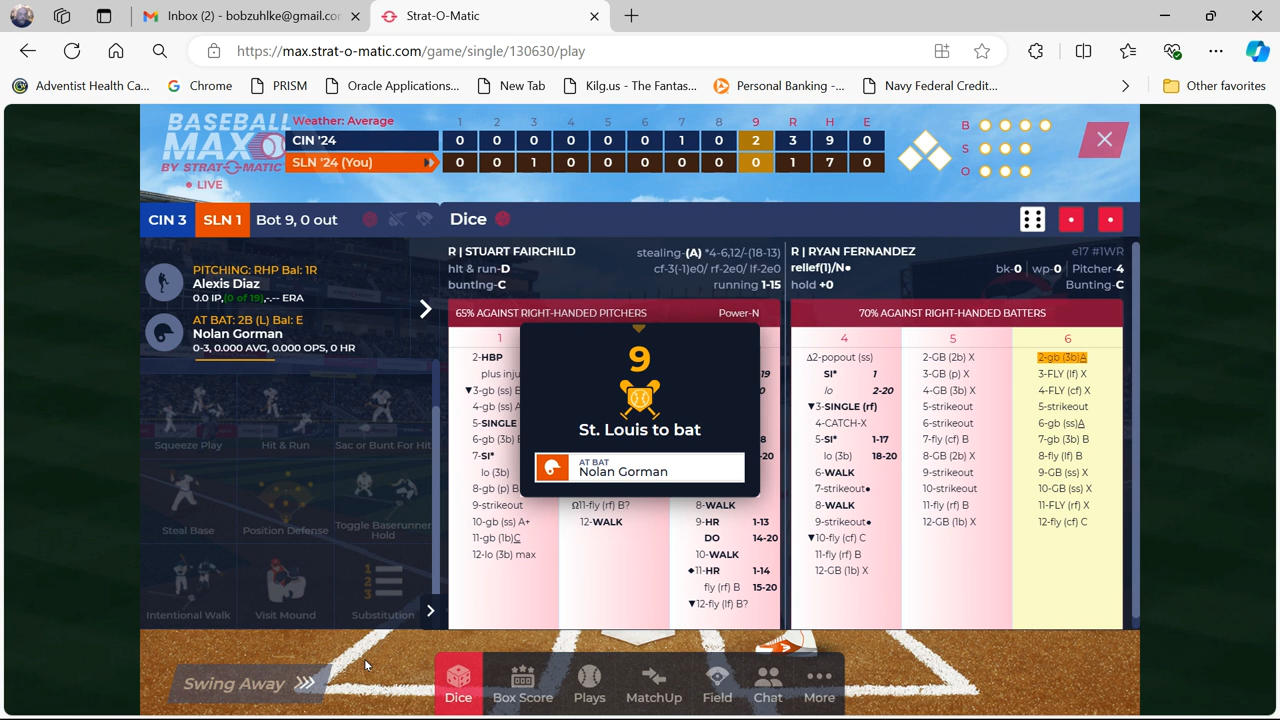 Inbox (2) - bobzuhlke@gmail.cor
Strat-O-Matic
https://max.strat-o-matic.com/game/single/130630/play
Adventist Health Ca...
Chrome
PRISM
Oracle Applications...
New Tab
Kilg.us - The Fantas...
Personal Banking -...
Navy Federal Credit...
Other favorites
BASEBALL
MAX
BY STRAT-O-MATIC
LIVE
Weather: Average
1 2 3 4 5 6 7 8 9 R H E
CIN '24 0 0 0 0 0 0 1 0 2 3 9 0
SLN '24 (You) 0 0 1 0 0 0 0 0 0 1 7 0
B
S
O
CIN 3
SLN 1
Bot 9, 0 out
Dice
PITCHING: RHP Bal: 1R
Alexis Diaz
0.0 IP,(0 of 19),-.-- ERA
AT BAT: 2B (L) Bal: E
Nolan Gorman
0-3, 0.000 AVG, 0.000 OPS, 0 HR
Squeeze Play
Hit & Run
Sac or Bunt For Hit
Steal Base
Position Defense
Toggle Baserunner Hold
Intentional Walk
Visit Mound
Substitution
Swing Away
R | STUART FAIRCHILD
stealing-(A) *4-6,12/-(18-13)
hit & run-D
cf-3(-1)e0/ rf-2e0/ lf-2e0
bunting-C
running 1-15
65% AGAINST RIGHT-HANDED PITCHERS
Power-N
1
2-HBP
plus inju
▼3-gb (ss) B
4-gb (ss) A
5-SINGLE
6-gb (3b) B
7-SI*
lo (3b)
8-gb (p) B
9-strikeout
10-gb (ss) A+
11-gb (1b)C
12-lo (3b) max
Ω11-fly (rf) B?
12-WALK
8-WALK
9-HR 1-13
DO 14-20
10-WALK
◆11-HR 1-14
fly (rf) B 15-20
▼12-fly (lf) B?
9
St. Louis to bat
AT BAT
Nolan Gorman
R | RYAN FERNANDEZ
e17 #1WR
relief(1)/N●
bk-0 | wp-0 | Pitcher-4
hold +0
Bunting-C
70% AGAINST RIGHT-HANDED BATTERS
4
Δ2-popout (ss)
SI* 1
lo 2-20
▼3-SINGLE (rf)
4-CATCH-X
5-SI* 1-17
lo (3b) 18-20
6-WALK
7-strikeout●
8-WALK
9-strikeout●
▼10-fly (cf) C
11-fly (rf) B
12-GB (1b) X
5
2-GB (2b) X
3-GB (p) X
4-GB (3b) X
5-strikeout
6-strikeout
7-fly (cf) B
8-GB (2b) X
9-strikeout
10-strikeout
11-fly (rf) B
12-GB (1b) X
6
2-gb (3b)A
3-FLY (lf) X
4-FLY (cf) X
5-strikeout
6-gb (ss)A
7-gb (3b) B
8-fly (lf) B
9-GB (ss) X
10-GB (ss) X
11-FLY (rf) X
12-fly (cf) C
Dice
Box Score
Plays
MatchUp
Field
Chat
More